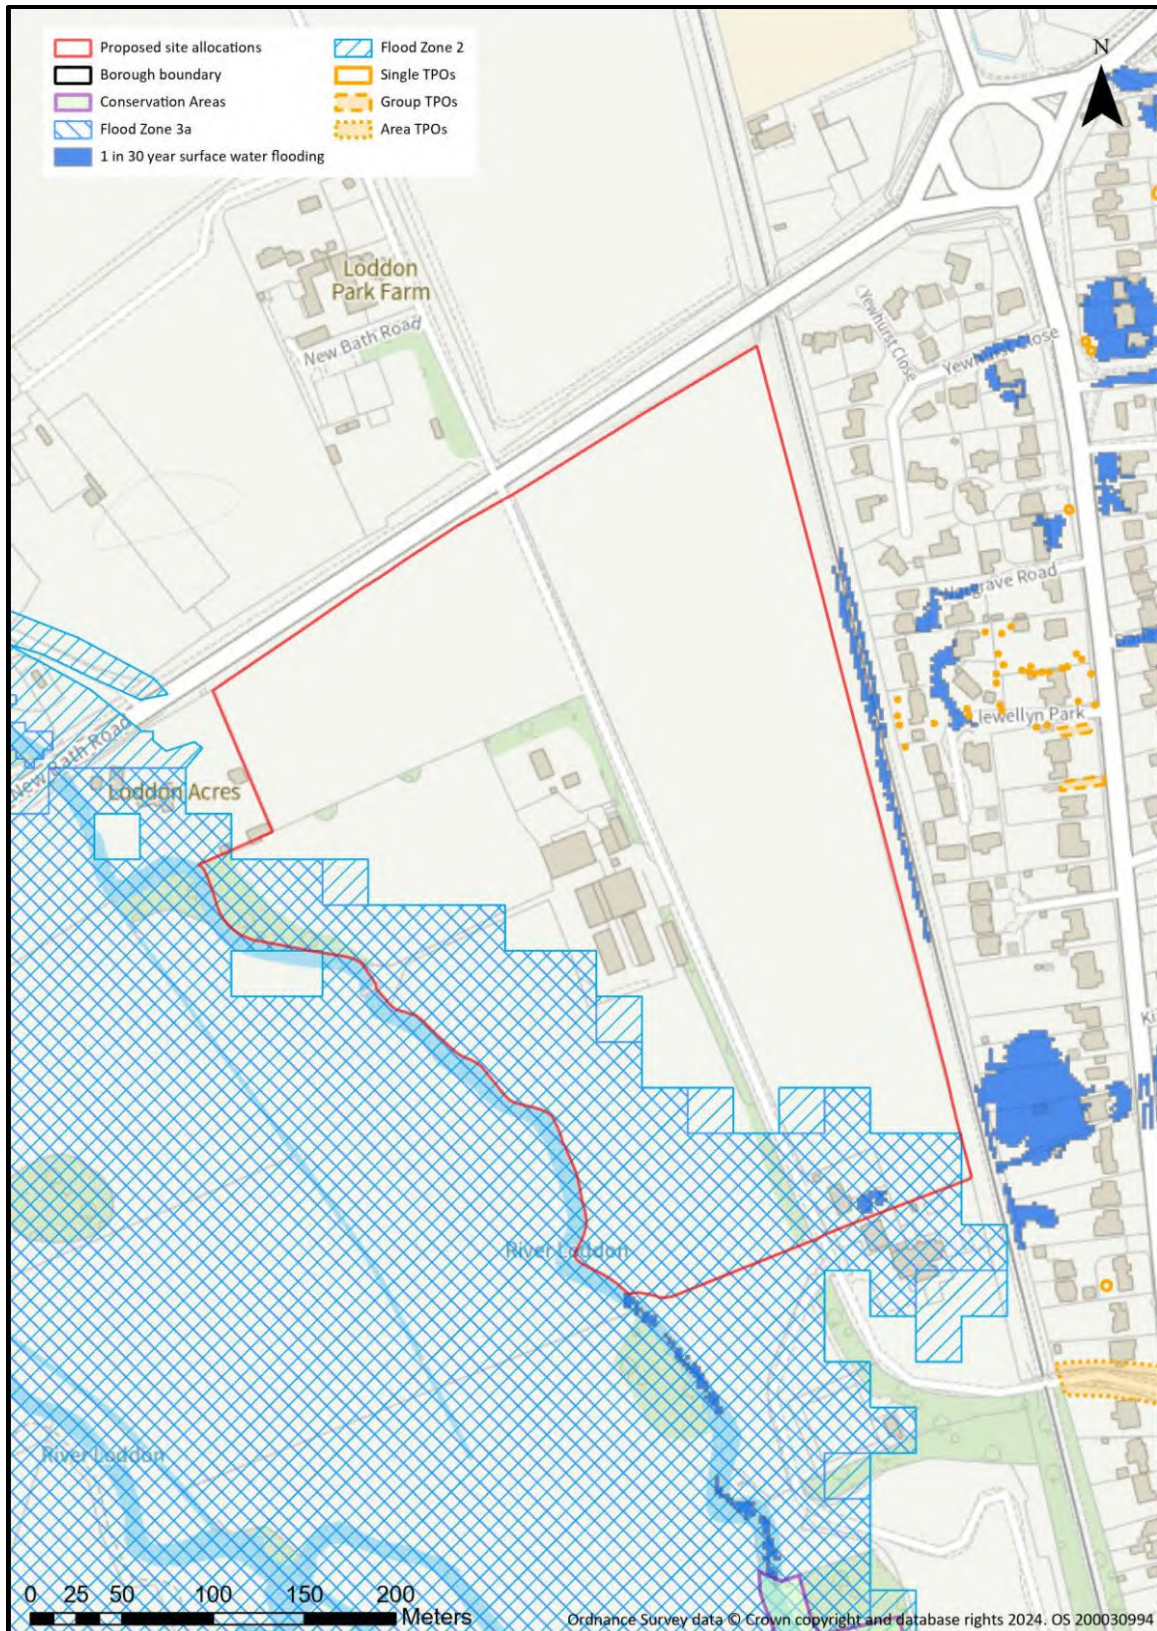 Proposed site allocations
Borough boundary
Conservation Areas
Flood Zone 3a
1 in 30 year surface water flooding
Flood Zone 2
Single TPOs
Group TPOs
Area TPOs
N
Loddon
Park Farm
New Bath Road
Yewhurst Close
Yewhurst Close
Wargrave Road
Llewellyn Park
New Bath Road
Loddon Acres
River Loddon
River Loddon
0 25 50 100 150 200
Meters
Ordnance Survey data © Crown copyright and database rights 2024. OS 200030994